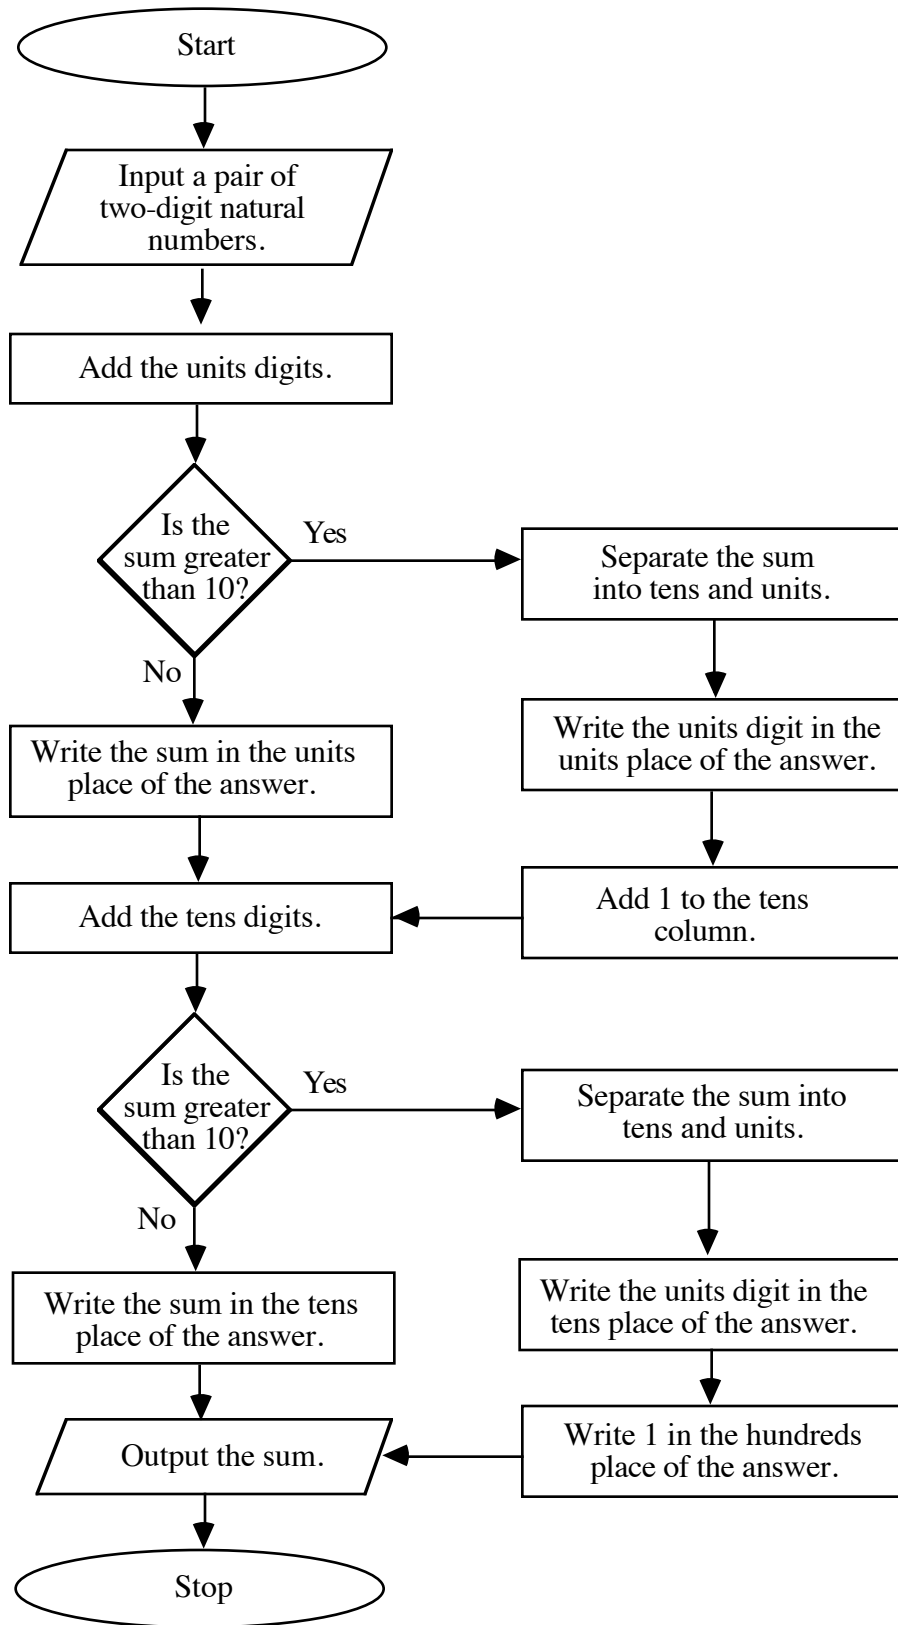 Start
Input a pair of
two-digit natural
numbers.
Add the units digits.
Is the
sum greater
than 10?
Yes
Separate the sum
into tens and units.
No
Write the units digit in the
units place of the answer.
Write the sum in the units
place of the answer.
Add 1 to the tens
column.
Add the tens digits.
Is the
sum greater
than 10?
Yes
Separate the sum into
tens and units.
No
Write the units digit in the
tens place of the answer.
Write the sum in the tens
place of the answer.
Write 1 in the hundreds
place of the answer.
Output the sum.
Stop